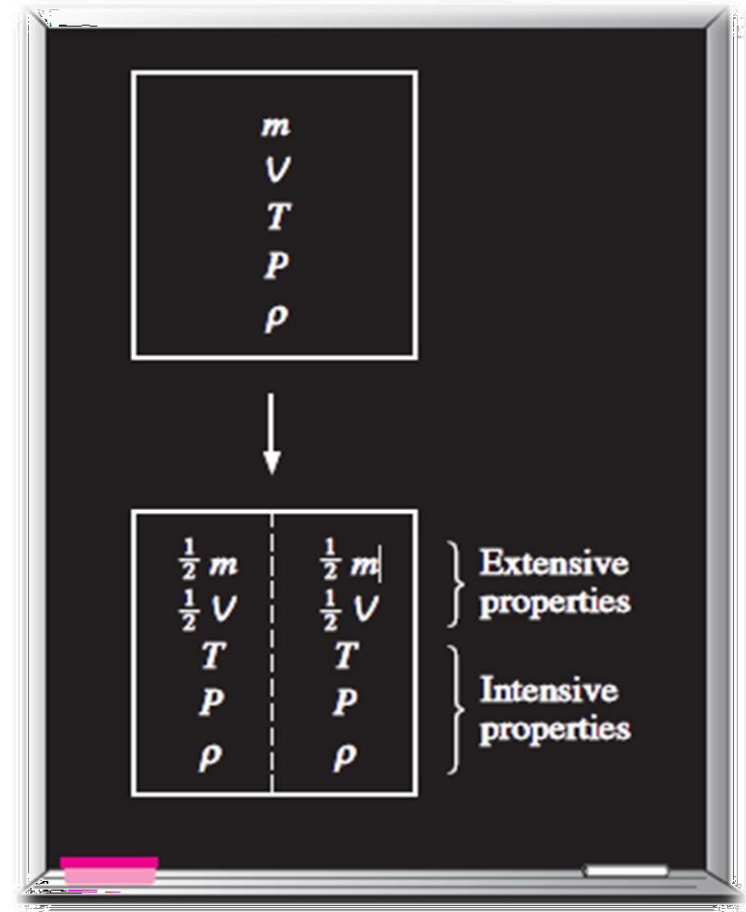 m
V
T
P
ρ
½ m ½ m
½ V ½ V
T T
P P
ρ ρ
Extensive
properties
Intensive
properties